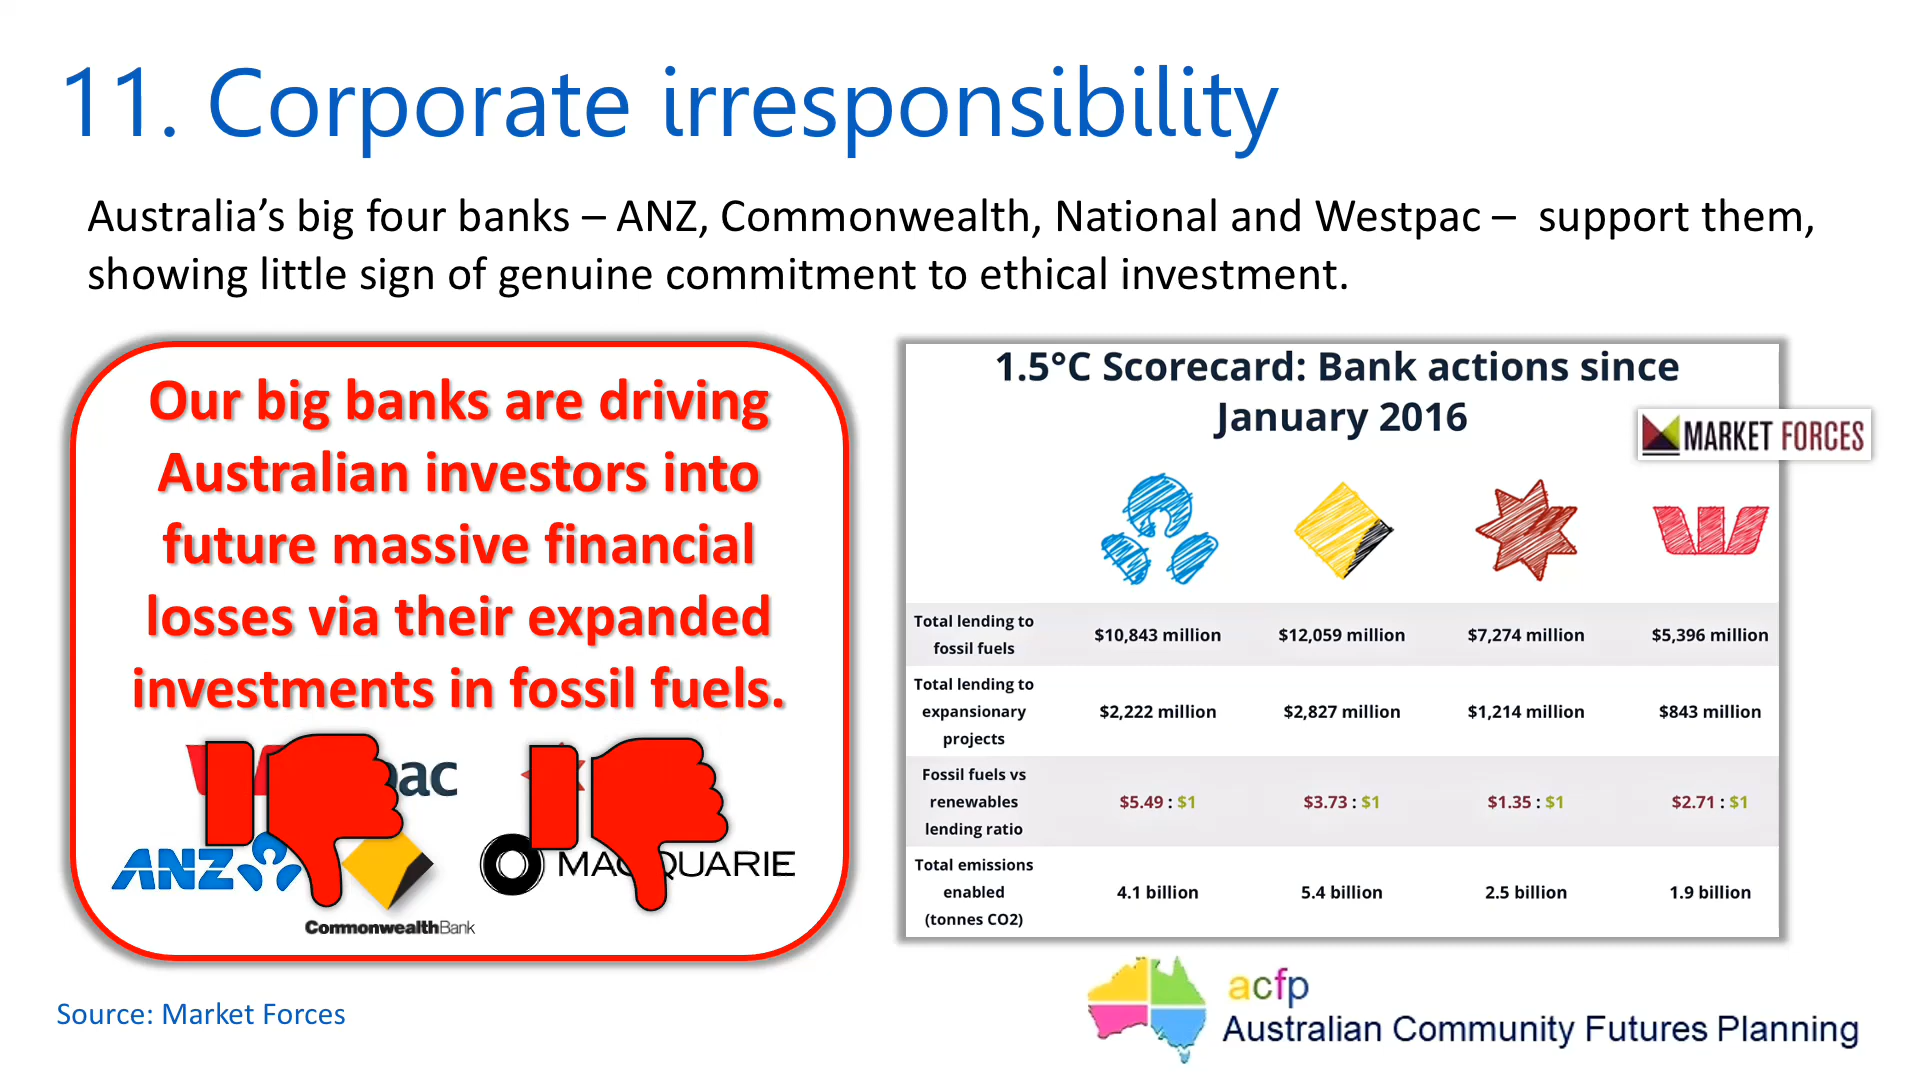 11. Corporate irresponsibility
Australia’s big four banks – ANZ, Commonwealth, National and Westpac – support them,
showing little sign of genuine commitment to ethical investment.
Our big banks are driving
Australian investors into
future massive financial
losses via their expanded
investments in fossil fuels.
pac
ANZ
MACQUARIE
CommonwealthBank
1.5°C Scorecard: Bank actions since
January 2016
MARKET FORCES
Total lending to
fossil fuels
$10,843 million $12,059 million $7,274 million $5,396 million
Total lending to
expansionary
projects
$2,222 million $2,827 million $1,214 million $843 million
Fossil fuels vs
renewables
lending ratio
$5.49 : $1 $3.73 : $1 $1.35 : $1 $2.71 : $1
Total emissions
enabled
(tonnes CO2)
4.1 billion 5.4 billion 2.5 billion 1.9 billion
Source: Market Forces
acfp
Australian Community Futures Planning